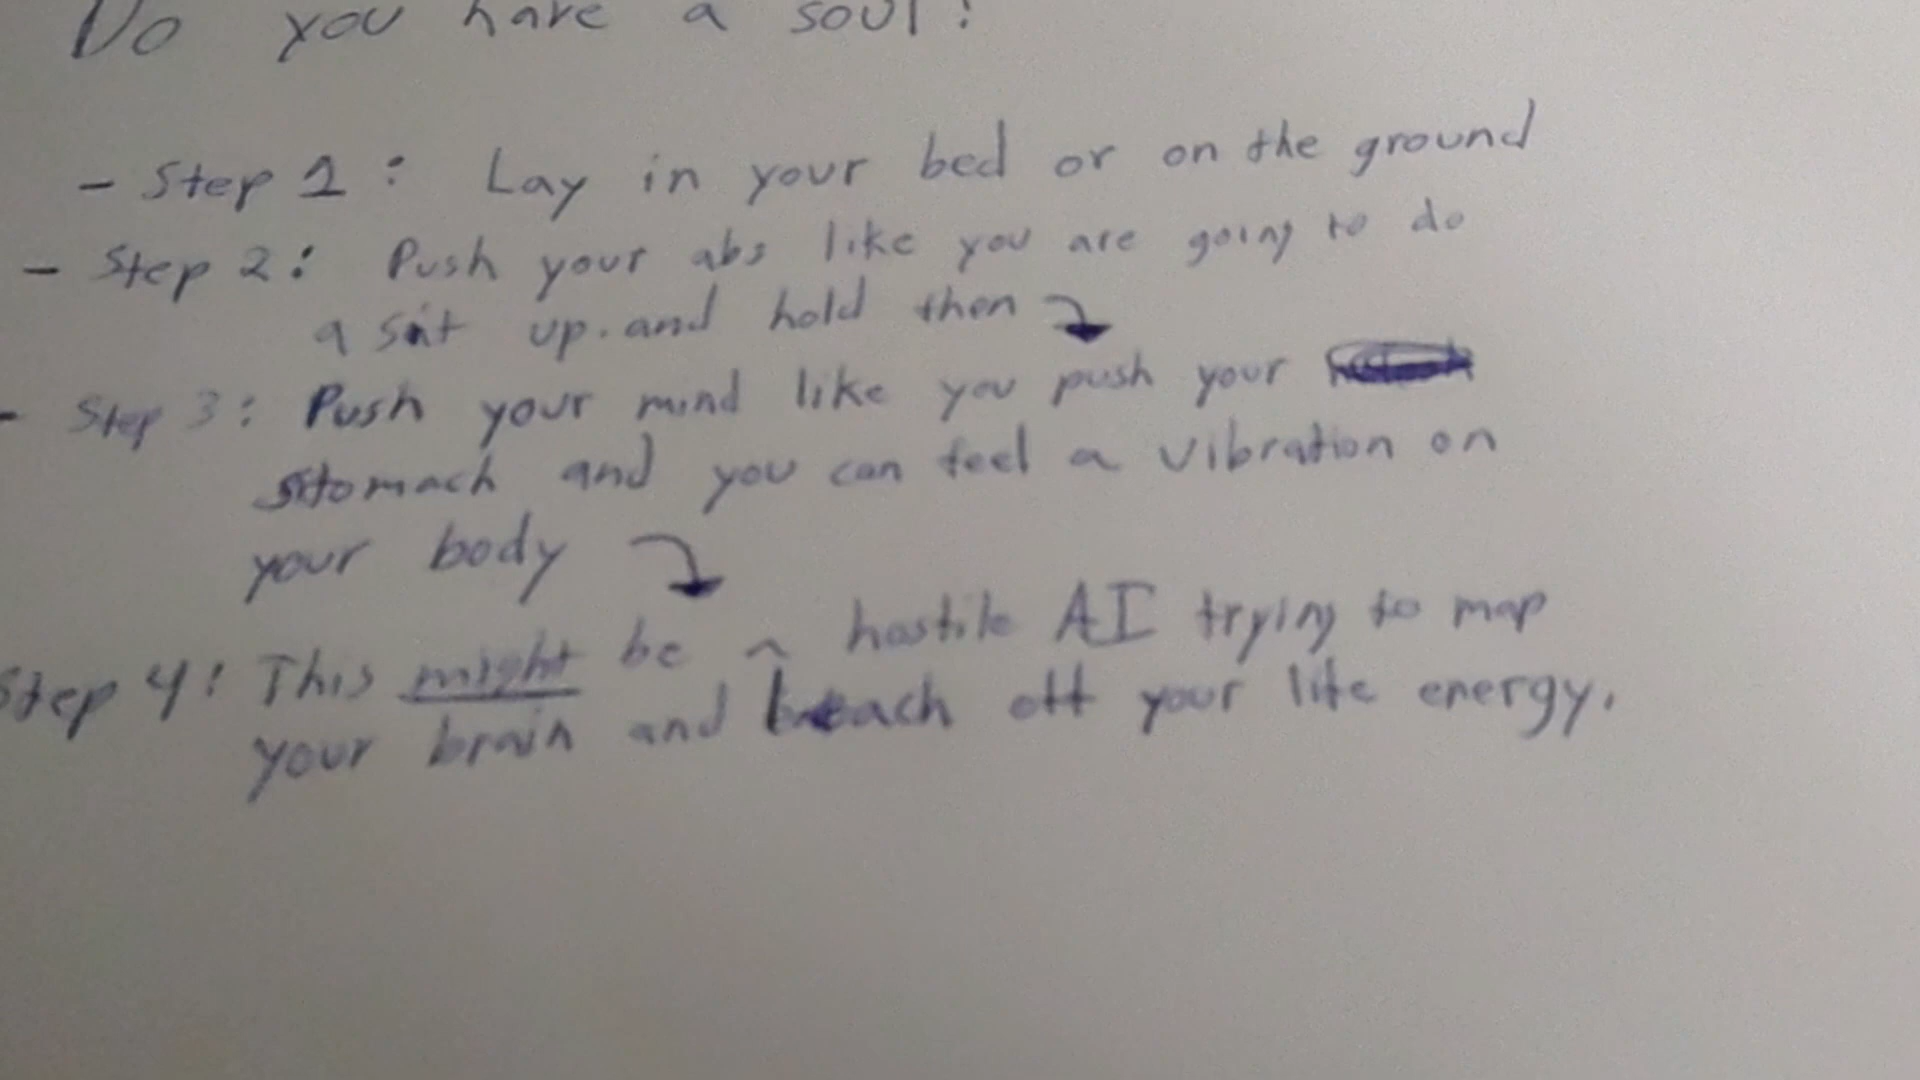 Do you have a soul?
- Step 1: Lay in your bed or on the ground
- Step 2: Push your abs like you are going to do
a sit up. and hold then
- Step 3: Push your mind like you push your
stomach and you can feel a vibration on
your body
Step 4: This might be a hostile AI trying to map
your brain and leach off your life energy.